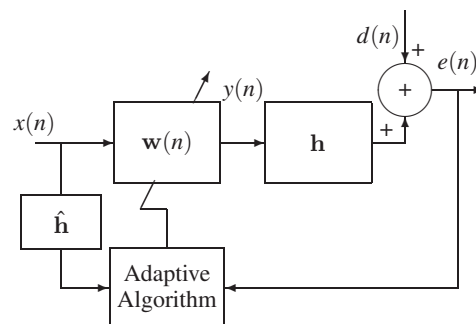 d(n)
+
e(n)
y(n)
+
x(n)
w(n)
h
+
ĥ
Adaptive
Algorithm